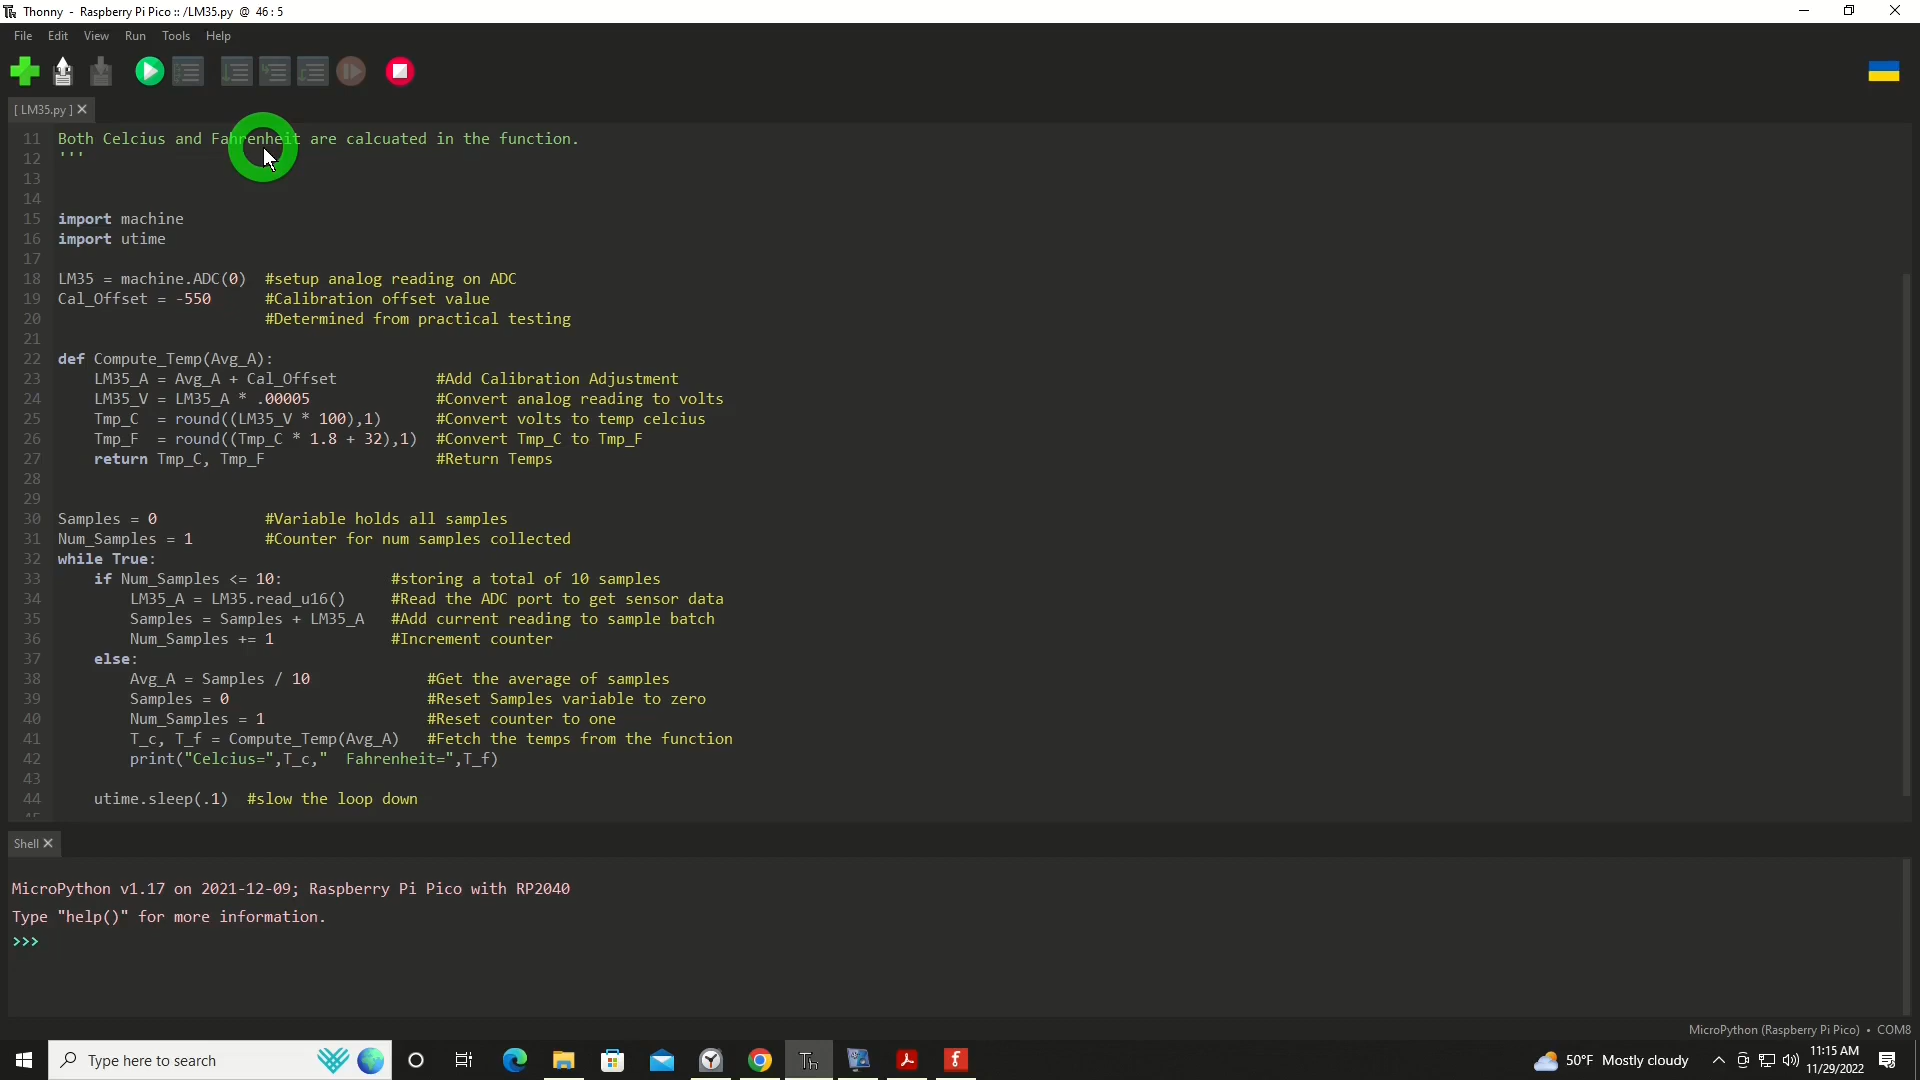 Thonny - Raspberry Pi Pico :: /LM35.py @ 46 : 5
File Edit View Run Tools Help
[ LM35.py ]
11 Both Celcius and Fahrenheit are calcuated in the function.
12 '''
13
14
15 import machine
16 import utime
17
18 LM35 = machine.ADC(0)  #setup analog reading on ADC
19 Cal_Offset = -550      #Calibration offset value
20                        #Determined from practical testing
21
22 def Compute_Temp(Avg_A):
23     LM35_A = Avg_A + Cal_Offset           #Add Calibration Adjustment
24     LM35_V = LM35_A * .00005              #Convert analog reading to volts
25     Tmp_C  = round((LM35_V * 100),1)      #Convert volts to temp celcius
26     Tmp_F  = round((Tmp_C * 1.8 + 32),1)  #Convert Tmp_C to Tmp_F
27     return Tmp_C, Tmp_F                   #Return Temps
28
29
30 Samples = 0            #Variable holds all samples
31 Num_Samples = 1        #Counter for num samples collected
32 while True:
33     if Num_Samples <= 10:            #storing a total of 10 samples
34         LM35_A = LM35.read_u16()     #Read the ADC port to get sensor data
35         Samples = Samples + LM35_A   #Add current reading to sample batch
36         Num_Samples += 1             #Increment counter
37     else:
38         Avg_A = Samples / 10             #Get the average of samples
39         Samples = 0                      #Reset Samples variable to zero
40         Num_Samples = 1                  #Reset counter to one
41         T_c, T_f = Compute_Temp(Avg_A)   #Fetch the temps from the function
42         print("Celcius=",T_c,"  Fahrenheit=",T_f)
43
44     utime.sleep(.1)  #slow the loop down
Shell
MicroPython v1.17 on 2021-12-09; Raspberry Pi Pico with RP2040
Type "help()" for more information.
>>>
MicroPython (Raspberry Pi Pico) • COM8
Type here to search
Th
50°F Mostly cloudy
11:15 AM
11/29/2022